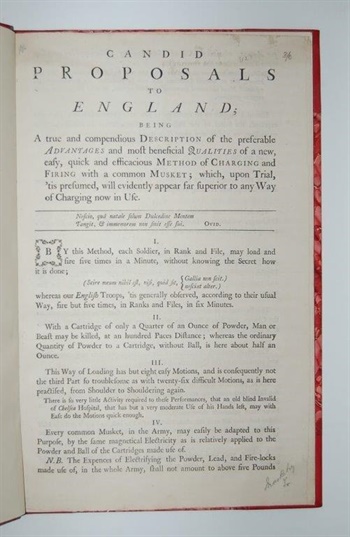 CANDID
PROPOSALS
TO
ENGLAND;
BEING
A true and compendious DESCRIPTION of the preferable
ADVANTAGES and most beneficial QUALITIES of a new,
easy, quick and efficacious METHOD of CHARGING and
FIRING with a common MUSKET; which, upon Trial,
'tis presumed, will evidently appear far superior to any Way
of Charging now in Use.
Nescio, quâ natale solum Dulcedine Mentem
Tangit, & immemorem non sinit esse sui. OVID.
I.
BY this Method, each Soldier, in Rank and File, may load and
fire five times in a Minute, without knowing the Secret how
it is done;
(Scire tuum nihil est, nisi, quid sit, {Gallia non scit.)
nesciat alter.)
whereas our English Troops, 'tis generally observed, according to their usual
Way, fire but five times, in Ranks and Files, in six Minutes.
II.
With a Cartridge of only a Quarter of an Ounce of Powder, Man or
Beast may be killed, at an hundred Paces Distance; whereas the ordinary
Quantity of Powder to a Cartridge, without Ball, is here about half an
Ounce.
III.
This Way of Loading has but eight easy Motions, and is consequently not
the third Part so troublesome as with twenty-six difficult Motions, as is here
practised, from Shoulder to Shouldering again.
There is so very little Activity required to these Performances, that an old blind Invalid
of Chelsea Hospital, that has but a very moderate Use of his Hands left, may with
Ease do the Motions quick enough.
IV.
Every common Musket, in the Army, may easily be adapted to this
Purpose, by the same magnetical Electricity as is relatively applied to the
Powder and Ball of the Cartridges made use of.
N.B. The Expences of Electrifying the Powder, Lead, and Fire-locks
made use of, in the whole Army, shall not amount to above five Pounds